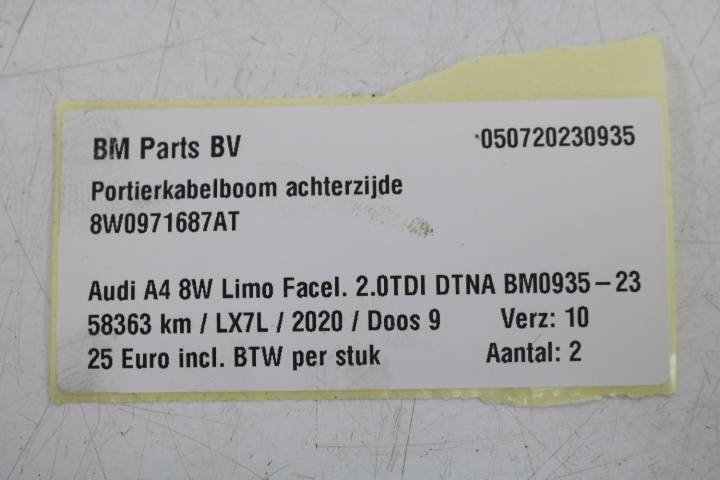 BM Parts BV 050720230935
Portierkabelboom achterzijde
8W0971687AT
Audi A4 8W Limo Facel. 2.0TDI DTNA BM0935-23
58363 km / LX7L / 2020 / Doos 9 Verz: 10
25 Euro incl. BTW per stuk Aantal: 2